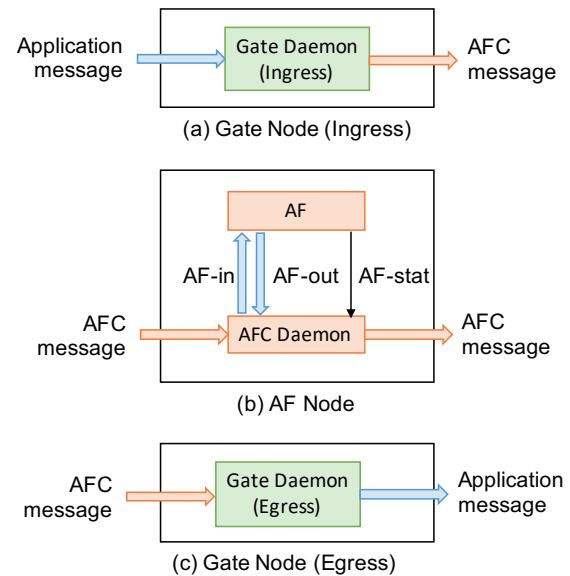 Application
message
Gate Daemon
(Ingress)
AFC
message
(a) Gate Node (Ingress)
AF
AF-in
AF-out
AF-stat
AFC
message
AFC Daemon
AFC
message
(b) AF Node
AFC
message
Gate Daemon
(Egress)
Application
message
(c) Gate Node (Egress)